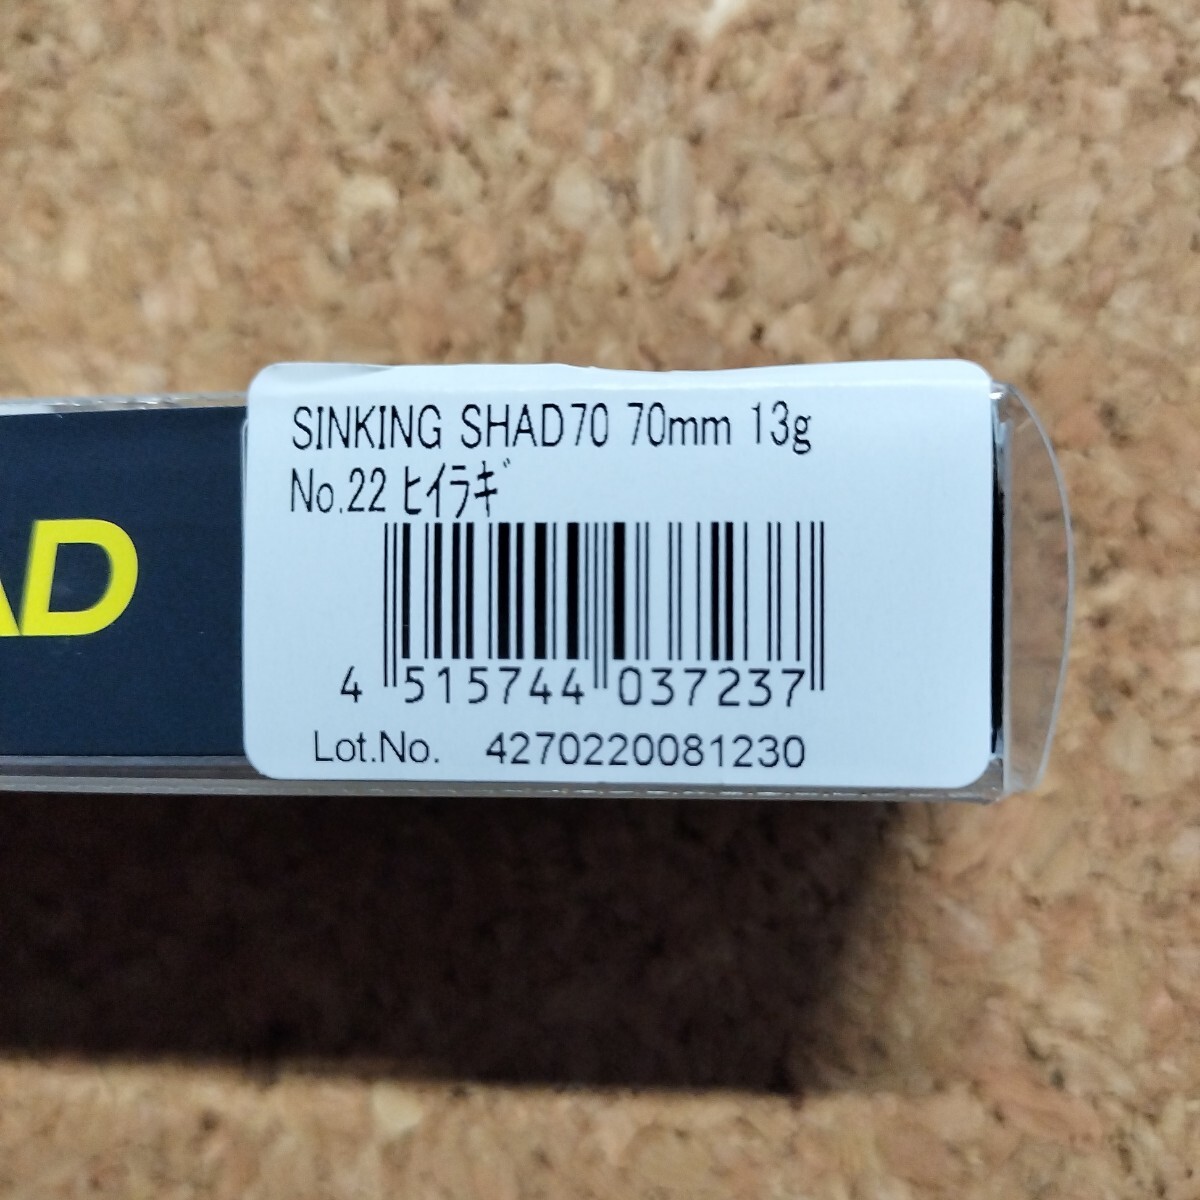 SINKING SHAD70 70mm 13g
No.22 ﾋｲﾗｷﾞ
4 515744 037237
Lot.No. 4270220081230
AD